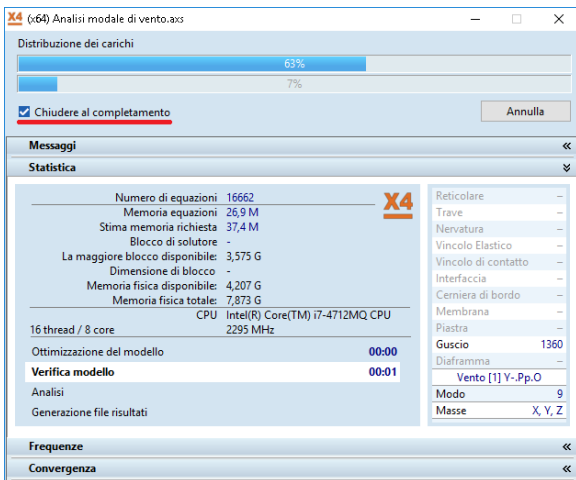 X4 (x64) Analisi modale di vento.axs
Distribuzione dei carichi
63%
7%
Chiudere al completamento
Annulla
Messaggi
Statistica
Numero di equazioni 16662
Memoria equazioni 26,9 M
Stima memoria richiesta 37,4 M
Blocco di solutore -
La maggiore blocco disponibile: 3,575 G
Dimensione di blocco -
Memoria fisica disponibile: 4,207 G
Memoria fisica totale: 7,873 G
CPU Intel(R) Core(TM) i7-4712MQ CPU
16 thread / 8 core 2295 MHz
X4
Ottimizzazione del modello 00:00
Verifica modello 00:01
Analisi
Generazione file risultati
Reticolare –
Trave –
Nervatura –
Vincolo Elastico –
Vincolo di contatto –
Interfaccia –
Cerniera di bordo –
Membrana –
Piastra –
Guscio 1360
Diaframma –
Vento [1] Y-.Pp.O
Modo 9
Masse X, Y, Z
Frequenze
Convergenza